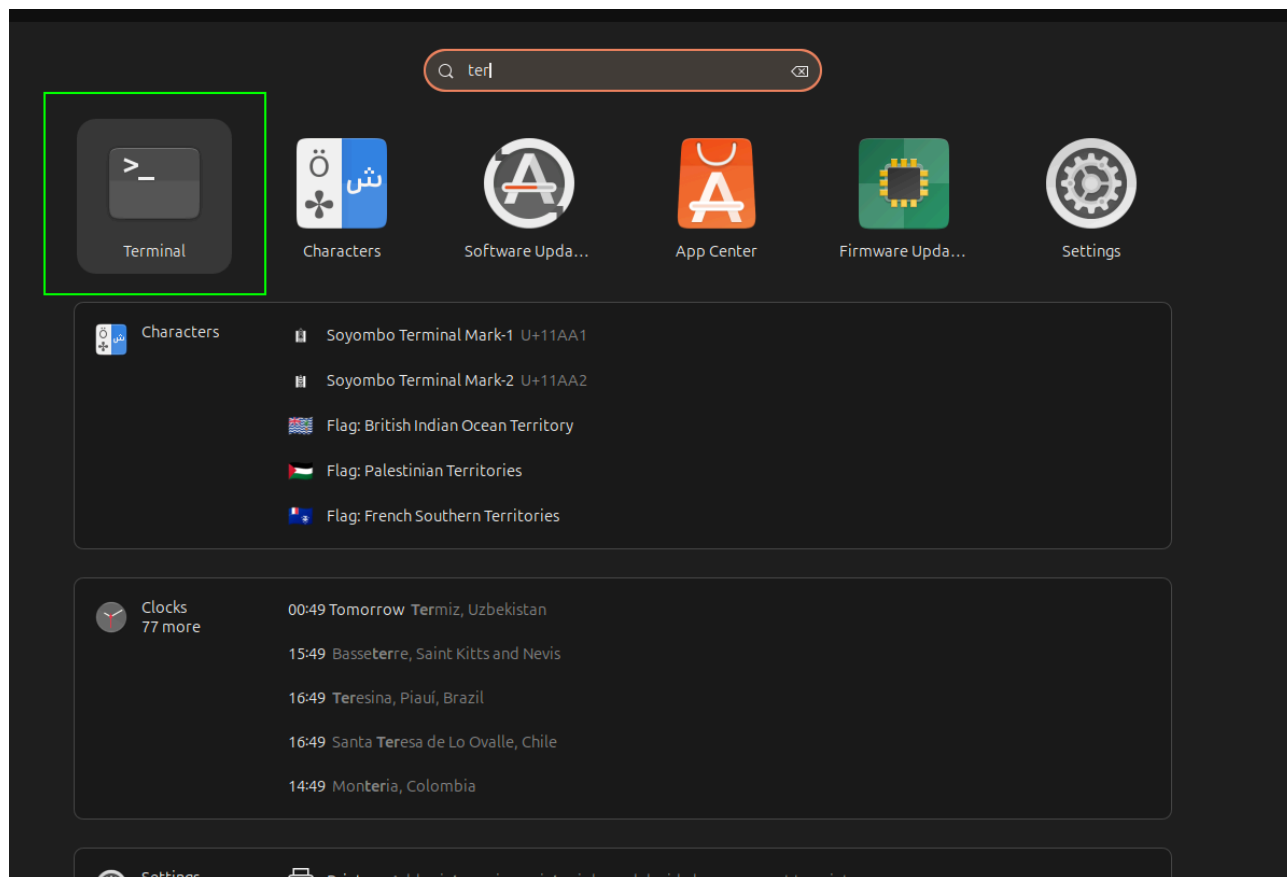 ter
>_
Terminal
Ö
ش
Characters
Software Upda...
App Center
Firmware Upda...
Settings
Characters
Soyombo Terminal Mark-1 U+11AA1
Soyombo Terminal Mark-2 U+11AA2
Flag: British Indian Ocean Territory
Flag: Palestinian Territories
Flag: French Southern Territories
Clocks
77 more
00:49 Tomorrow Termiz, Uzbekistan
15:49 Basseterre, Saint Kitts and Nevis
16:49 Teresina, Piauí, Brazil
16:49 Santa Teresa de Lo Ovalle, Chile
14:49 Monteria, Colombia
Settings